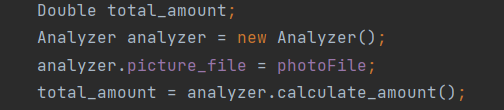 Double total_amount;
Analyzer analyzer = new Analyzer();
analyzer.picture_file = photoFile;
total_amount = analyzer.calculate_amount();